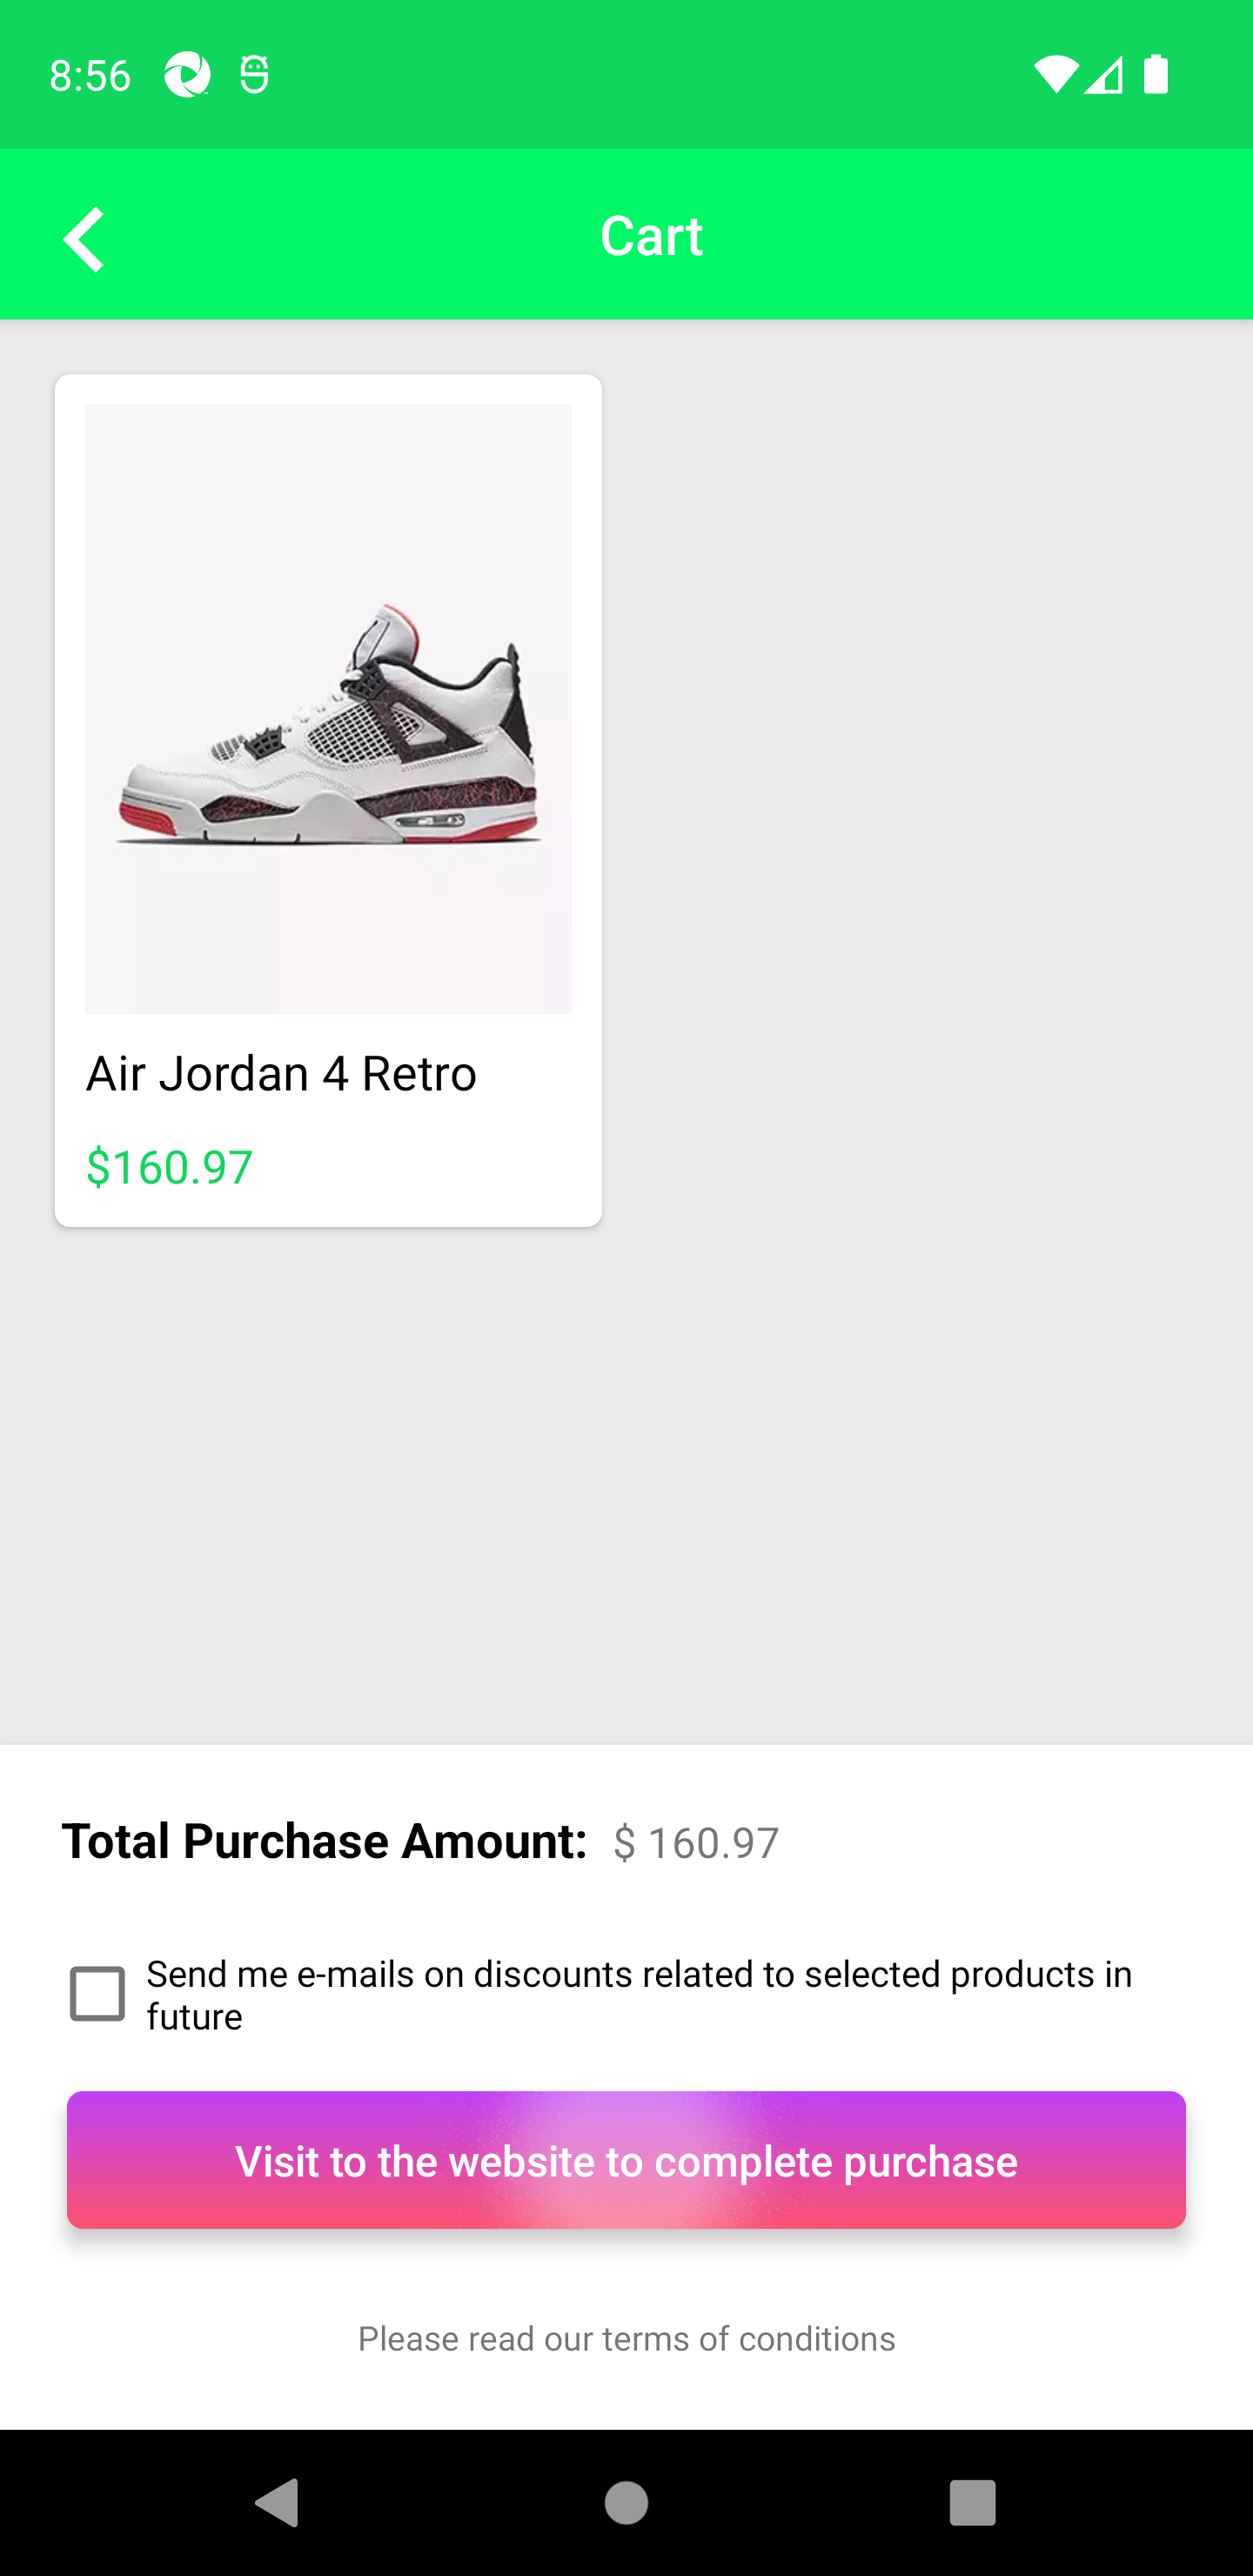 8:56
Cart
Air Jordan 4 Retro
$160.97
Total Purchase Amount: $ 160.97
Send me e-mails on discounts related to selected products in
future
Visit to the website to complete purchase
Please read our terms of conditions